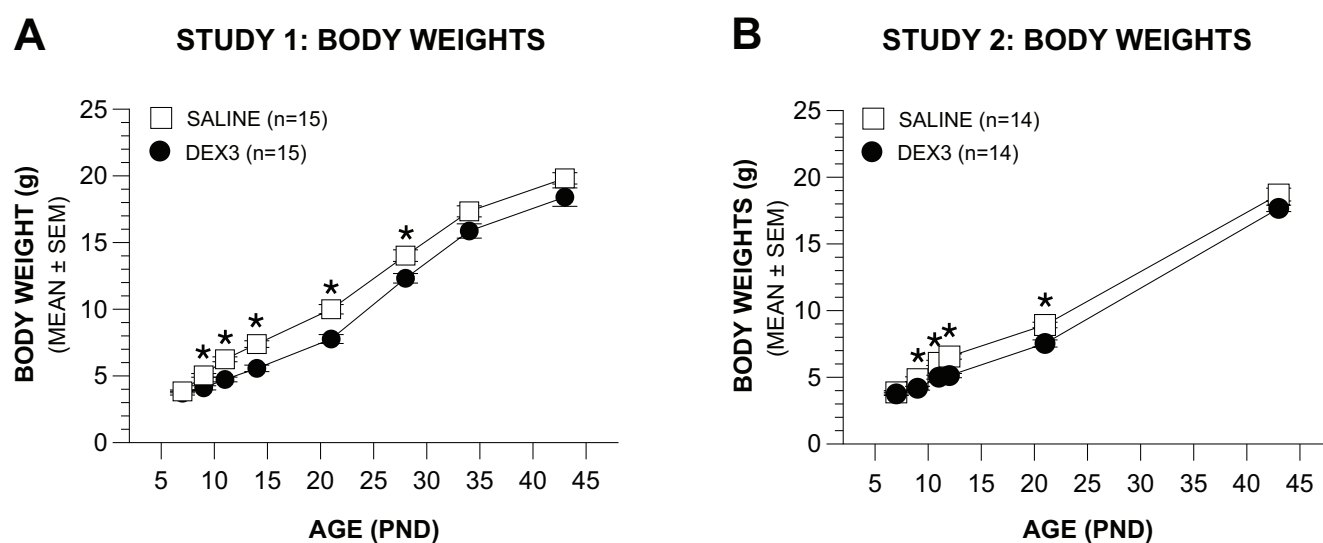 A
STUDY 1: BODY WEIGHTS
25
20
15
10
5
0
BODY WEIGHT (g)
(MEAN ± SEM)
SALINE (n=15)
DEX3 (n=15)
*
*
*
*
*
5 10 15 20 25 30 35 40 45
AGE (PND)
B
STUDY 2: BODY WEIGHTS
25
20
15
10
5
0
BODY WEIGHTS (g)
(MEAN ± SEM)
SALINE (n=14)
DEX3 (n=14)
*
*
*
*
5 10 15 20 25 30 35 40 45
AGE (PND)